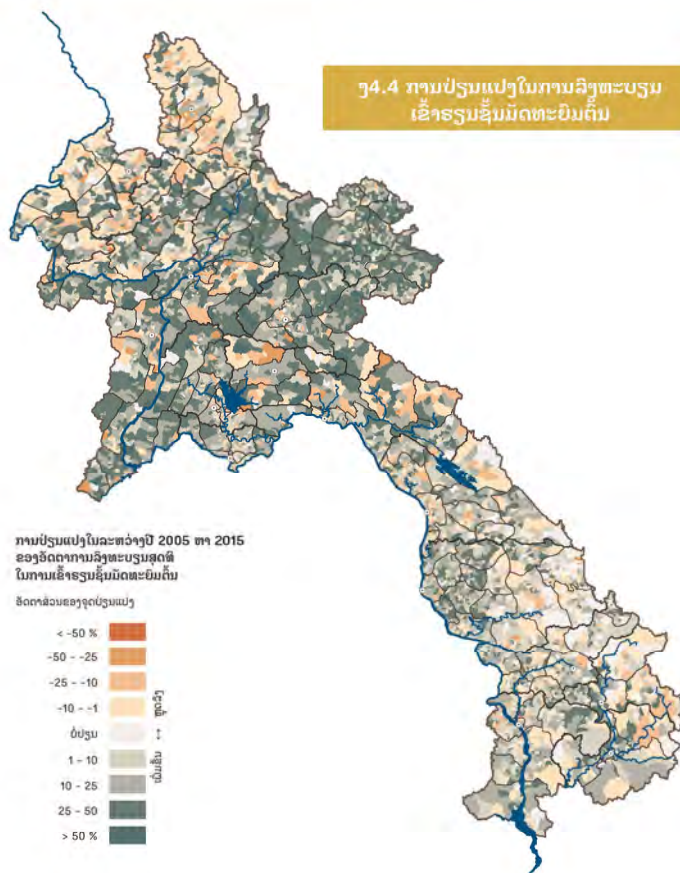 ງ4.4 ການປ່ຽນແປງໃນການລົງທະບຽນ
ເຂົ້າຮຽນຊັ້ນມັດທະຍົມຕົ້ນ
ການປ່ຽນແປງໃນລະຫວ່າງປີ 2005 ຫາ 2015
ຂອງອັດຕາການລົງທະບຽນສຸດທິ
ໃນການເຂົ້າຮຽນຊັ້ນມັດທະຍົມຕົ້ນ
ອັດຕາສ່ວນຂອງຈຸດປ່ຽນແປງ
< -50 %
-50 - -25
-25 - -10
-10 - -1
ບໍ່ປ່ຽນ
1 - 10
10 - 25
25 - 50
> 50 %
ຫຼຸດລົງ
↔
ເພີ່ມຂຶ້ນ